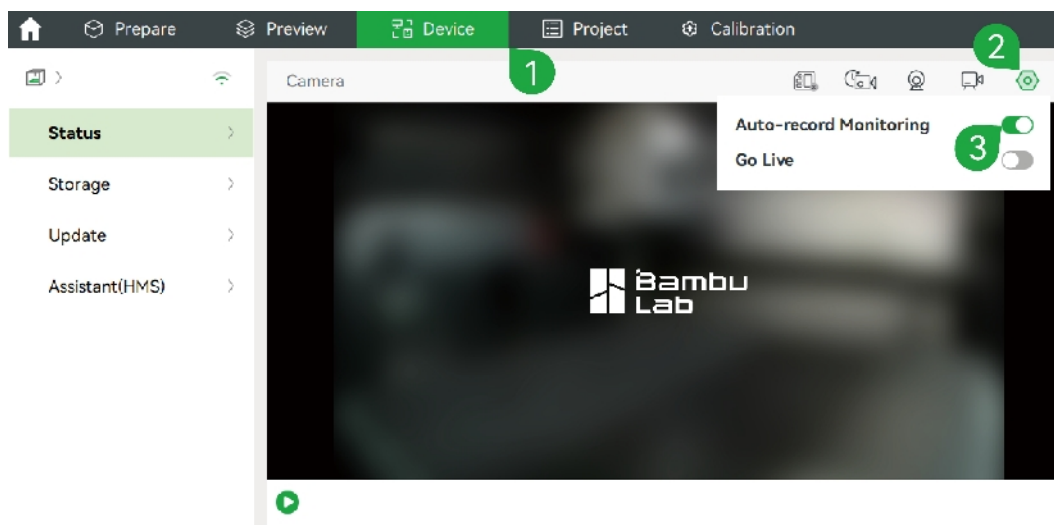 Prepare
Preview
Device
Project
Calibration
1
2
Camera
Status
Storage
Update
Assistant(HMS)
Auto-record Monitoring
3
Go Live
Bambu
Lab